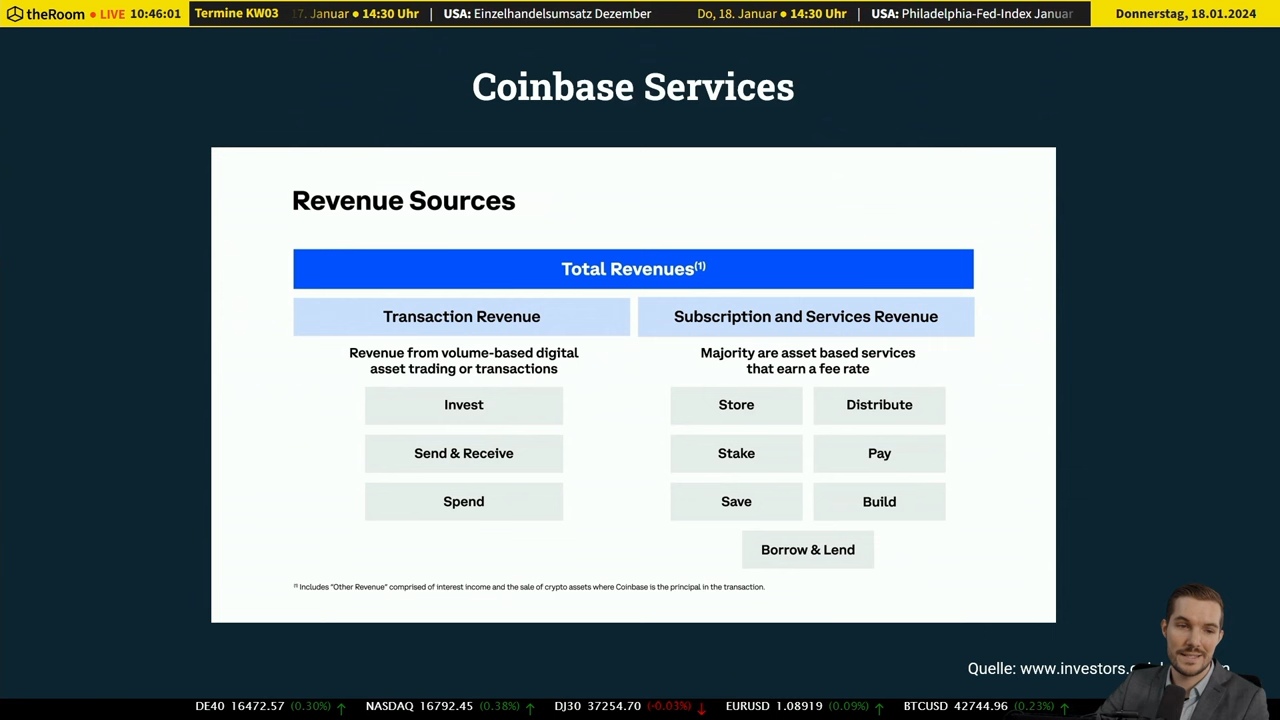 theRoom ● LIVE 10:46:01 Termine KW03 17. Januar ● 14:30 Uhr | USA: Einzelhandelsumsatz Dezember Do, 18. Januar ● 14:30 Uhr | USA: Philadelphia-Fed-Index Januar Donnerstag, 18.01.2024
Coinbase Services
Revenue Sources
Total Revenues(1)
Transaction Revenue Subscription and Services Revenue
Revenue from volume-based digital
asset trading or transactions
Majority are asset based services
that earn a fee rate
Invest Store Distribute
Send & Receive Stake Pay
Spend Save Build
Borrow & Lend
(1) Includes "Other Revenue" comprised of interest income and the sale of crypto assets where Coinbase is the principal in the transaction.
Quelle:
DE40 16472.57 (0.30%) ↑ NASDAQ 16792.45 (0.38%) ↑ DJ30 37254.70 (-0.03%) ↓ EURUSD 1.08919 (0.09%) ↑ BTCUSD 42744.96 (0.23%) ↑